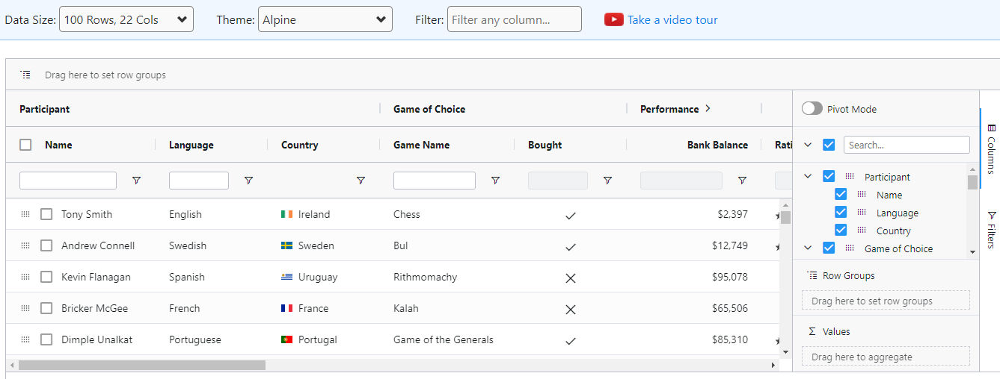 Data Size: 100 Rows, 22 Cols Theme: Alpine Filter: Filter any column... Take a video tour
Drag here to set row groups
Participant Game of Choice Performance Pivot Mode
Name Language Country Game Name Bought Bank Balance Rati Search... Columns
Participant
Name
Tony Smith English Ireland Chess $2,397 Language
Country Filters
Andrew Connell Swedish Sweden Bul $12,749 Game of Choice
Kevin Flanagan Spanish Uruguay Rithmomachy $95,078 Row Groups
Bricker McGee French France Kalah $65,506 Drag here to set row groups
Dimple Unalkat Portuguese Portugal Game of the Generals $85,310 Values
Drag here to aggregate